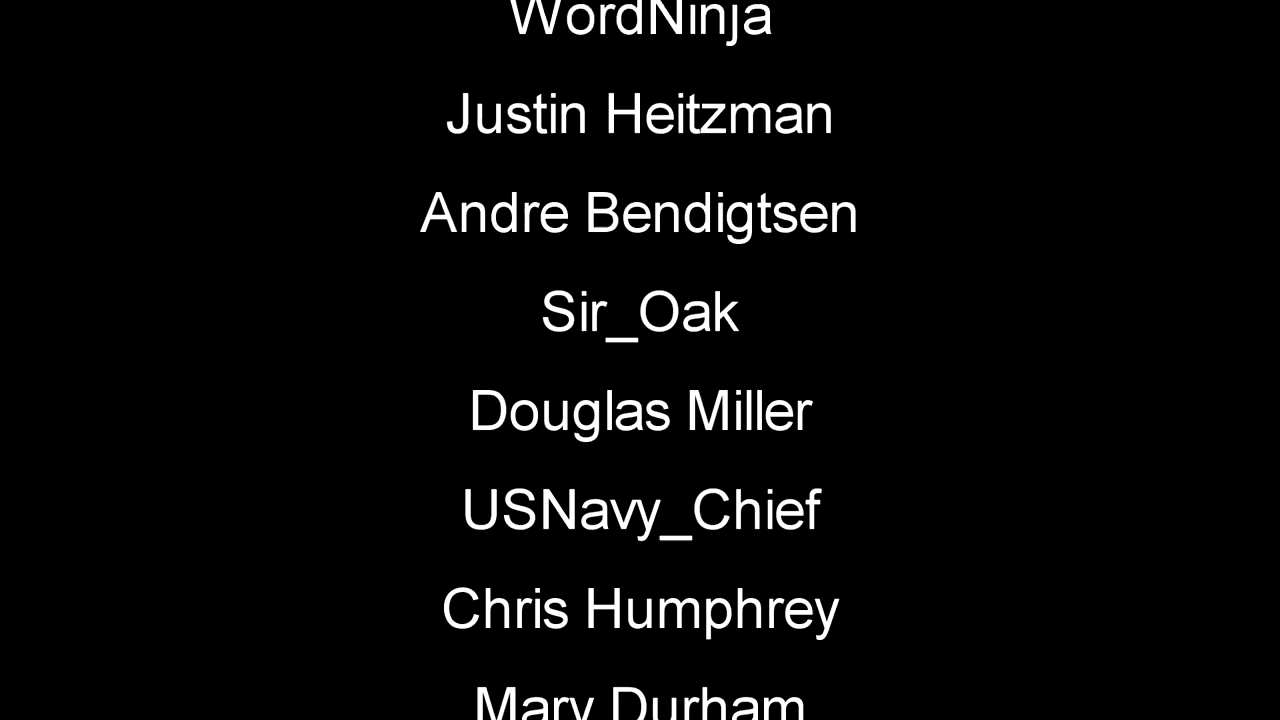 WordNinja
Justin Heitzman
Andre Bendigtsen
Sir_Oak
Douglas Miller
USNavy_Chief
Chris Humphrey
Mary Durham